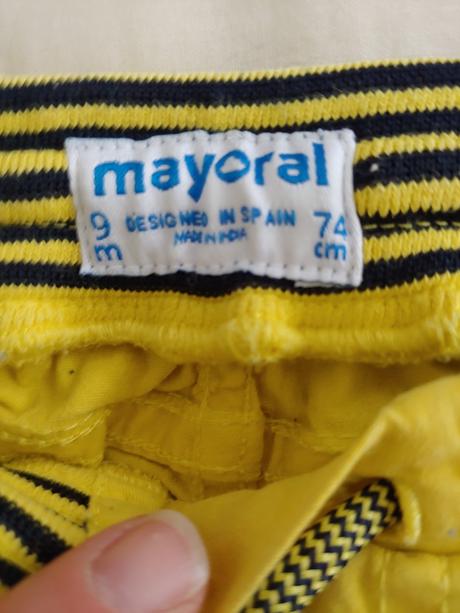 mayoral
9 DESIGNED IN SPAIN 74
m MADE IN INDIA cm